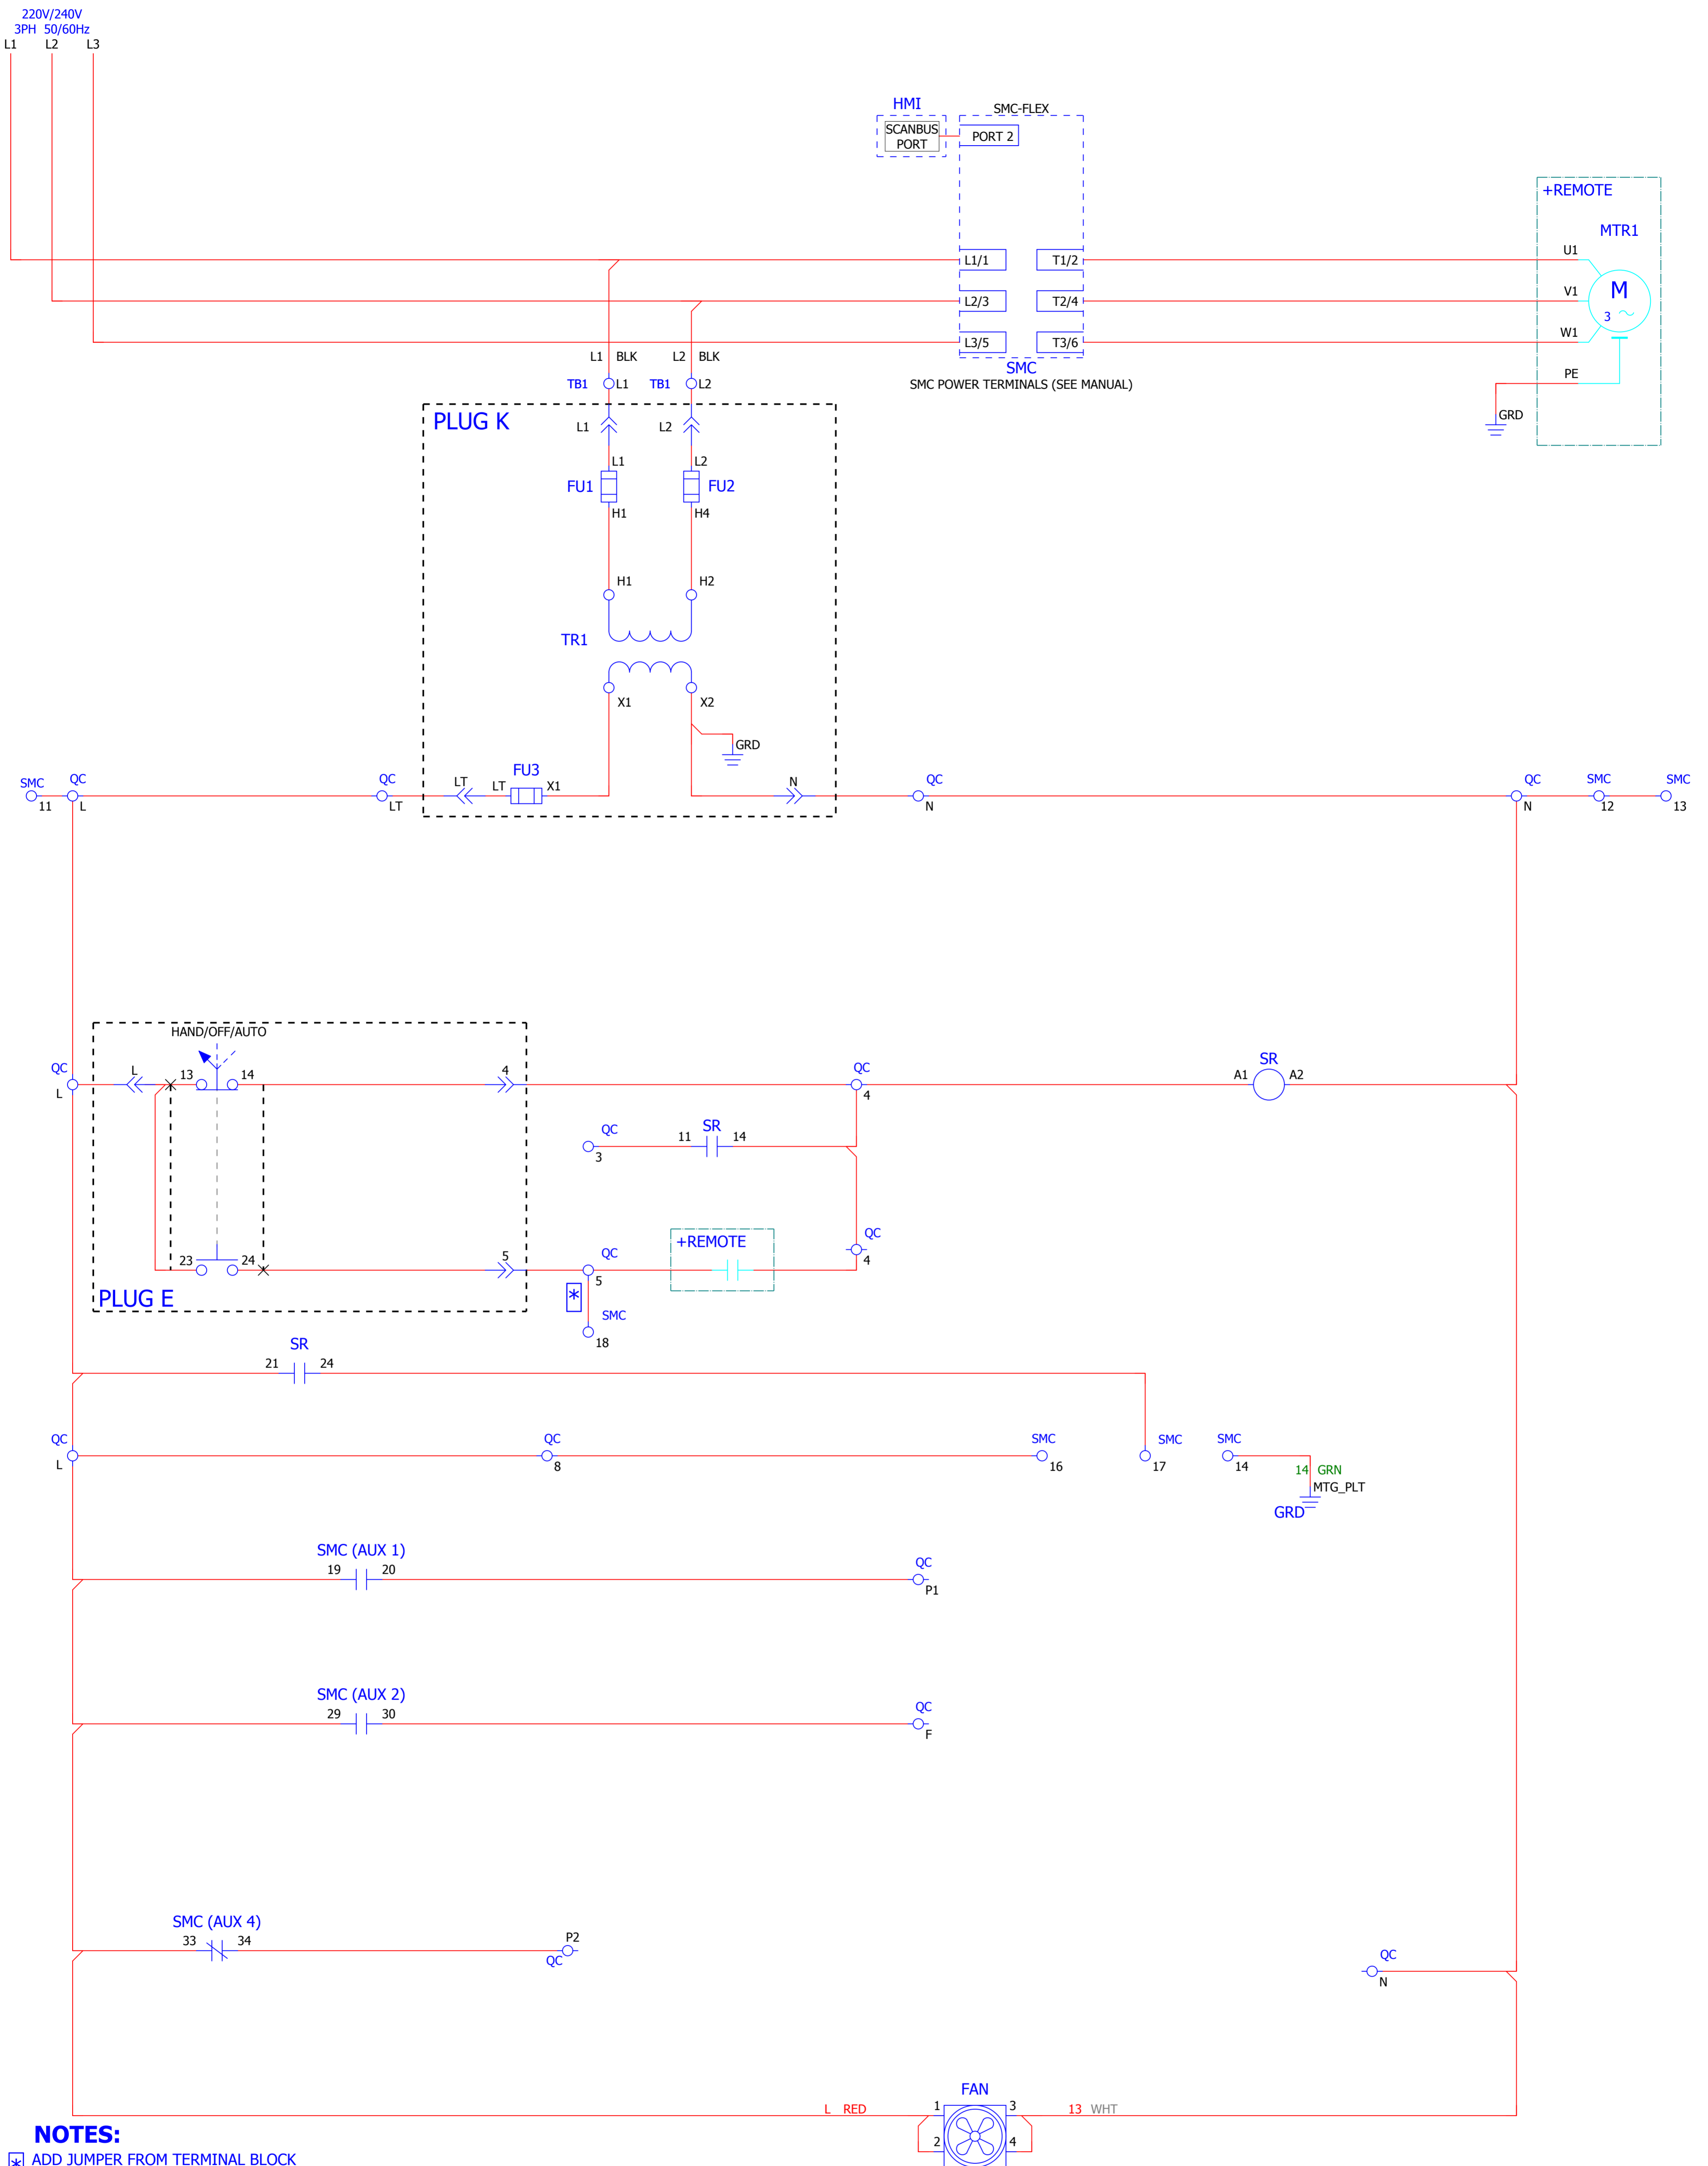 220V/240V
3PH 50/60Hz
L1 L2 L3
HMI
SCANBUS
PORT
SMC-FLEX
PORT 2
+REMOTE
MTR1
L1/1 T1/2 U1
L2/3 T2/4 V1
M
3
L3/5 T3/6 W1
SMC
SMC POWER TERMINALS (SEE MANUAL)
PE
GRD
L1 BLK L2 BLK
TB1 L1 TB1 L2
PLUG K
L1 L2
L1 L2
FU1 FU2
H1 H4
H1 H2
TR1
X1 X2
GRD
SMC QC QC LT LT FU3 X1 N QC QC SMC SMC
11 L LT N N 12 13
HAND/OFF/AUTO
QC L 13 14 4 QC A1 SR A2
L 4
QC 11 SR 14
3
+REMOTE QC
4
23 24 5 QC
5
PLUG E
*
SMC
18
SR
21 24
QC QC SMC SMC SMC
L 8 16 17 14
14 GRN
MTG_PLT
GRD
SMC (AUX 1)
19 20 QC
P1
SMC (AUX 2)
29 30 QC
F
SMC (AUX 4)
33 34 P2
QC
QC
N
FAN
L RED 1 3 13 WHT
2 4
NOTES:
* ADD JUMPER FROM TERMINAL BLOCK